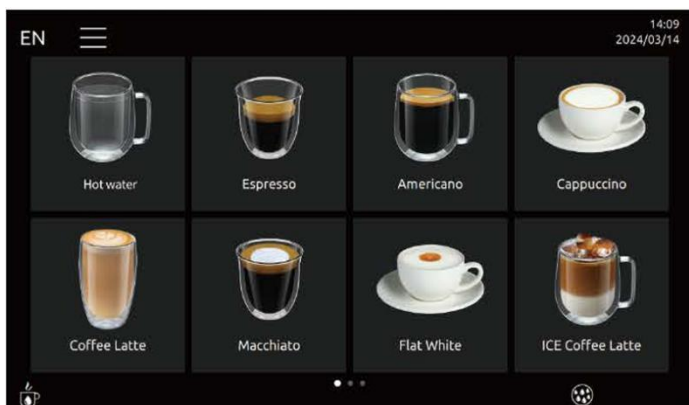 EN
14:09
2024/03/14
Hot water
Espresso
Americano
Cappuccino
Coffee Latte
Macchiato
Flat White
ICE Coffee Latte